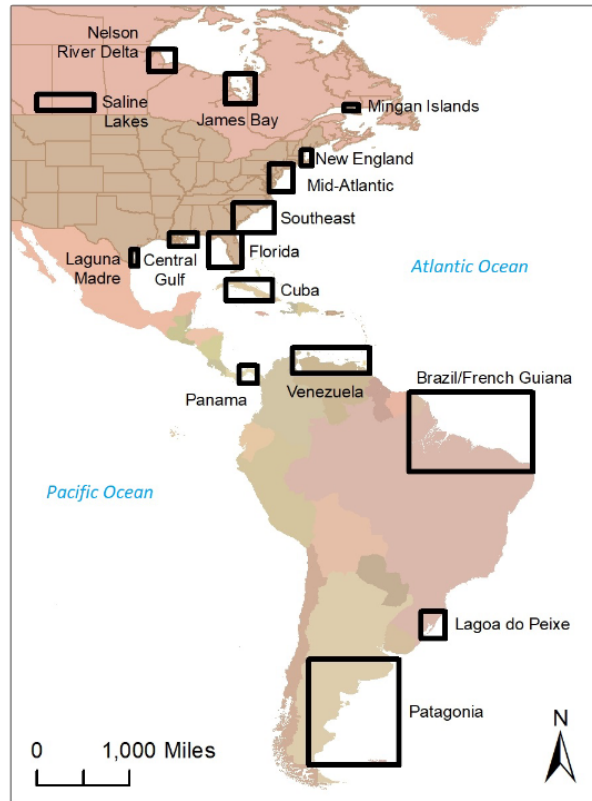 Nelson
River Delta
Saline
Lakes
James Bay
Mingan Islands
New England
Mid-Atlantic
Southeast
Laguna
Madre
Central
Gulf
Florida
Atlantic Ocean
Cuba
Panama
Venezuela
Brazil/French Guiana
Pacific Ocean
Lagoa do Peixe
Patagonia
N
0 1,000 Miles